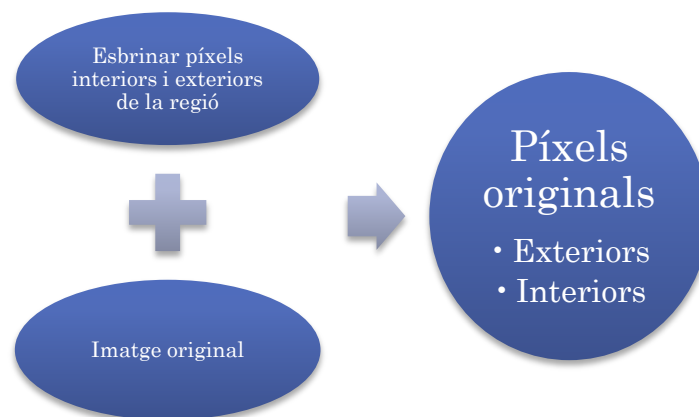 Esbrinar píxels
interiors i exteriors
de la regió
Imatge original
Píxels
originals
• Exteriors
• Interiors